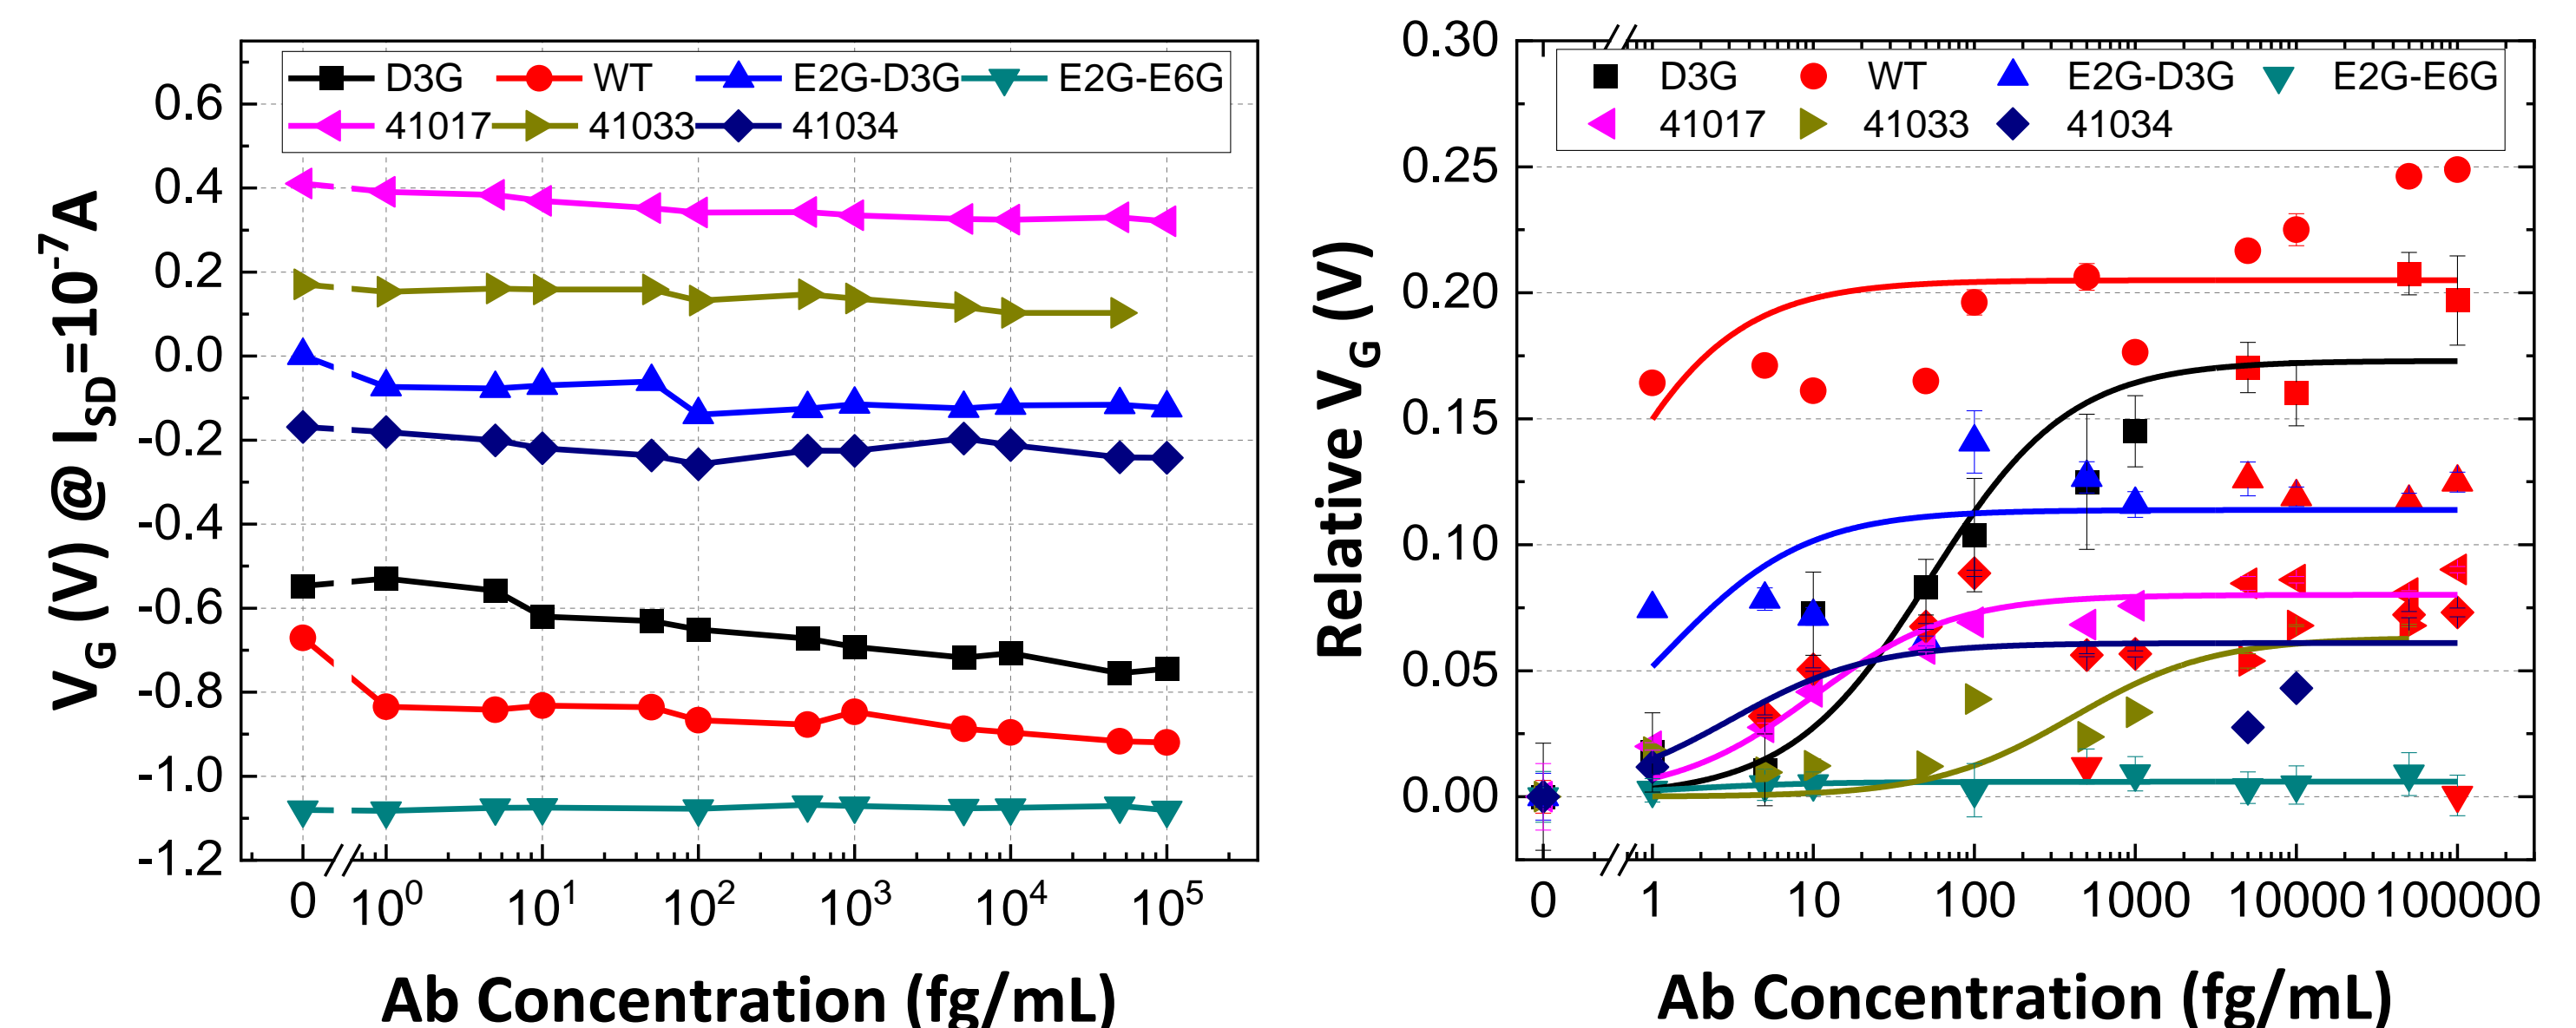 D3G WT E2G-D3G E2G-E6G
41017 41033 41034
0.6
0.4
0.2
0.0
-0.2
-0.4
-0.6
-0.8
-1.0
-1.2
V_G (V) @ I_SD=10^-7A
0 10^0 10^1 10^2 10^3 10^4 10^5
Ab Concentration (fg/mL)
D3G WT E2G-D3G E2G-E6G
41017 41033 41034
0.30
0.25
0.20
0.15
0.10
0.05
0.00
Relative V_G (V)
0 1 10 100 1000 10000 100000
Ab Concentration (fg/mL)